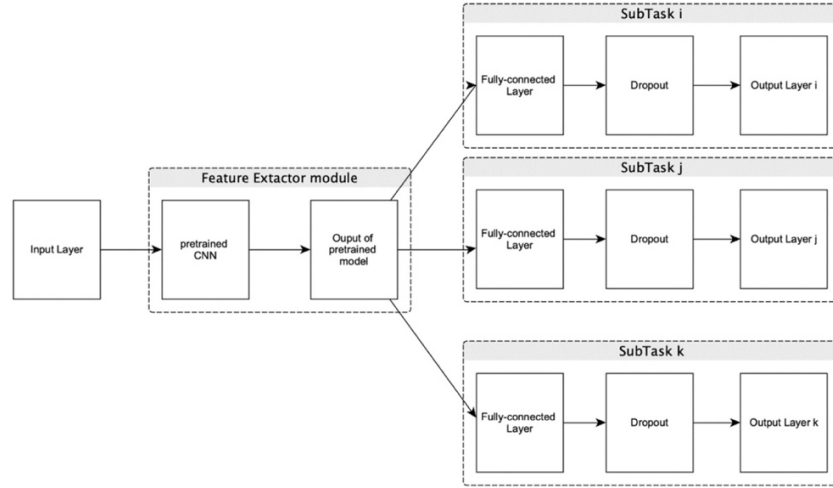 SubTask i
Fully-connected
Layer
Dropout
Output Layer i
Feature Extactor module
Input Layer
pretrained
CNN
Ouput of
pretrained
model
SubTask j
Fully-connected
Layer
Dropout
Output Layer j
SubTask k
Fully-connected
Layer
Dropout
Output Layer k